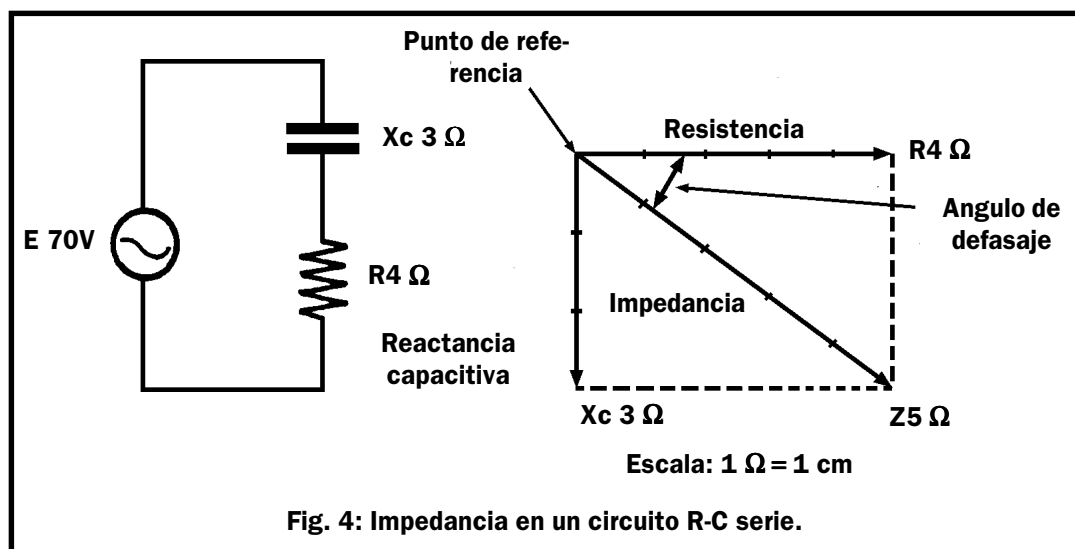 Punto de refe-
rencia
Xc 3 Ω
Resistencia
R4 Ω
E 70V
Angulo de
defasaje
R4 Ω
Impedancia
Reactancia
capacitiva
Xc 3 Ω
Z5 Ω
Escala: 1 Ω = 1 cm
Fig. 4: Impedancia en un circuito R-C serie.